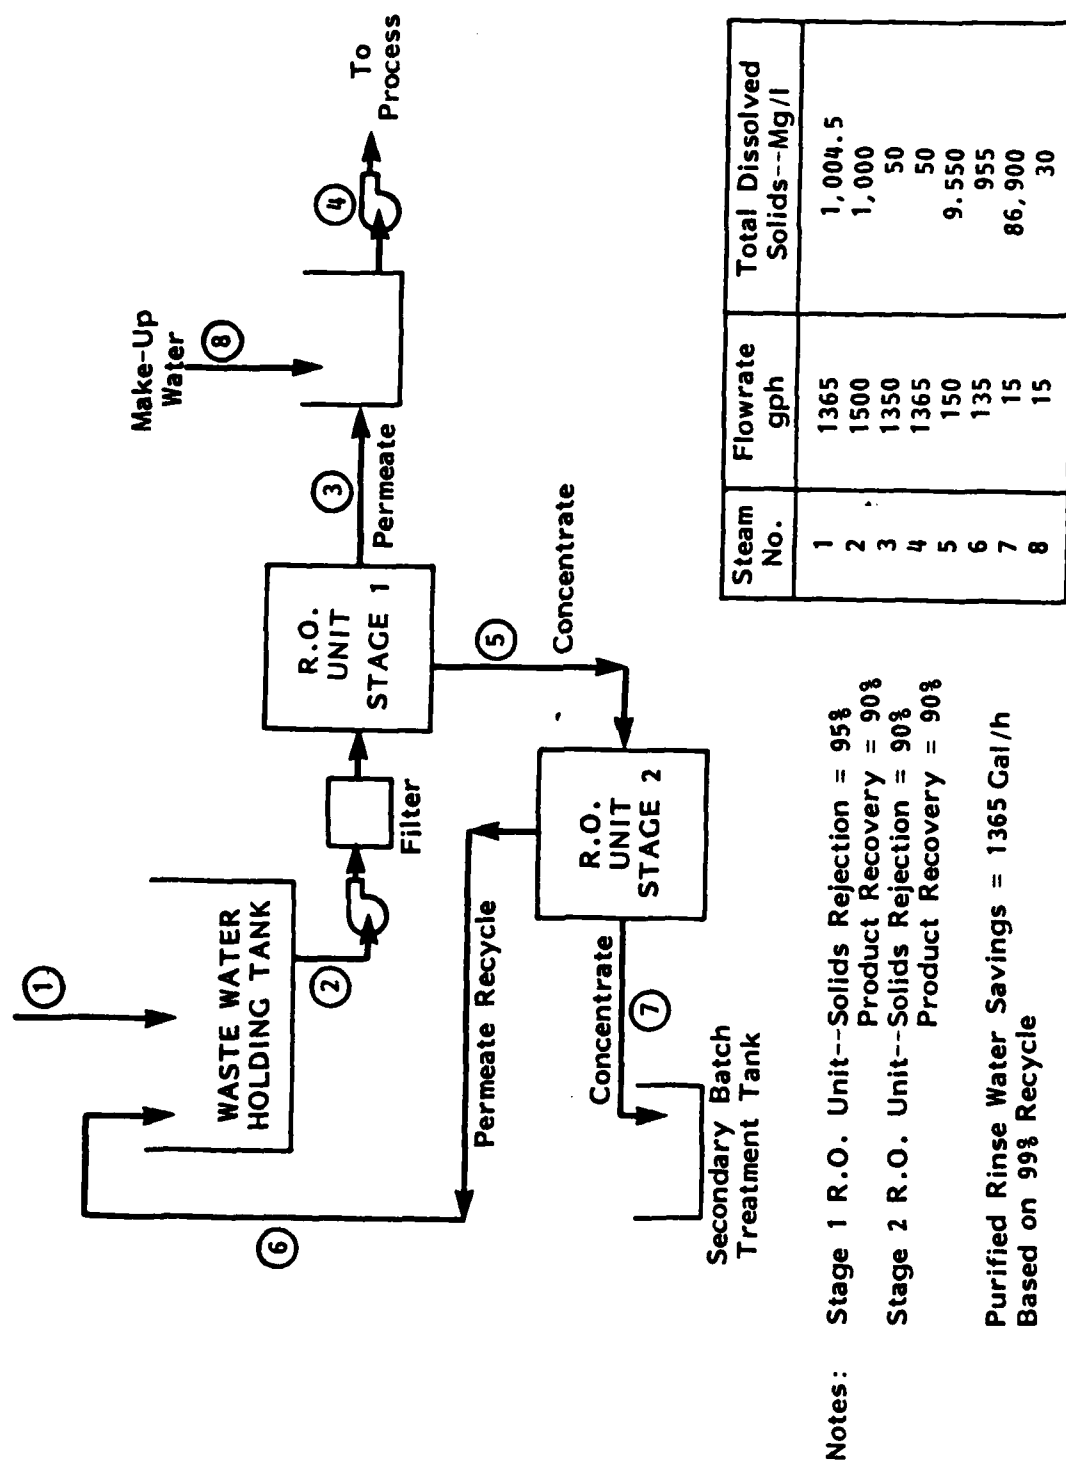 1
WASTE WATER
HOLDING TANK
2
Filter
R.O.
UNIT
STAGE 1
3
Permeate
Make-Up
Water
8
4
To
Process
5
Concentrate
R.O.
UNIT
STAGE 2
Permeate Recycle
6
Concentrate
7
Secondary Batch
Treatment Tank
Steam No. Flowrate gph Total Dissolved Solids--Mg/l
1 1365 1,004.5
2 1500 1,000
3 1350 50
4 1365 50
5 150 9.550
6 135 955
7 15 86,900
8 15 30
Notes: Stage 1 R.O. Unit--Solids Rejection = 95%
Product Recovery = 90%
Stage 2 R.O. Unit--Solids Rejection = 90%
Product Recovery = 90%
Purified Rinse Water Savings = 1365 Gal/h
Based on 99% Recycle